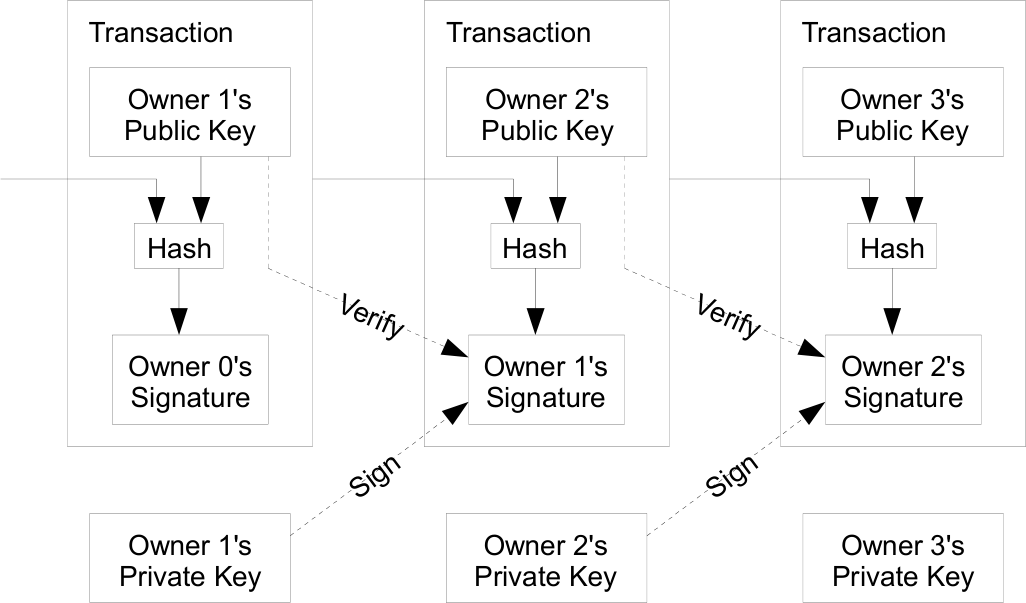 Transaction
Transaction
Transaction
Owner 1's
Public Key
Owner 2's
Public Key
Owner 3's
Public Key
Hash
Hash
Hash
Verify
Verify
Owner 0's
Signature
Owner 1's
Signature
Owner 2's
Signature
Sign
Sign
Owner 1's
Private Key
Owner 2's
Private Key
Owner 3's
Private Key